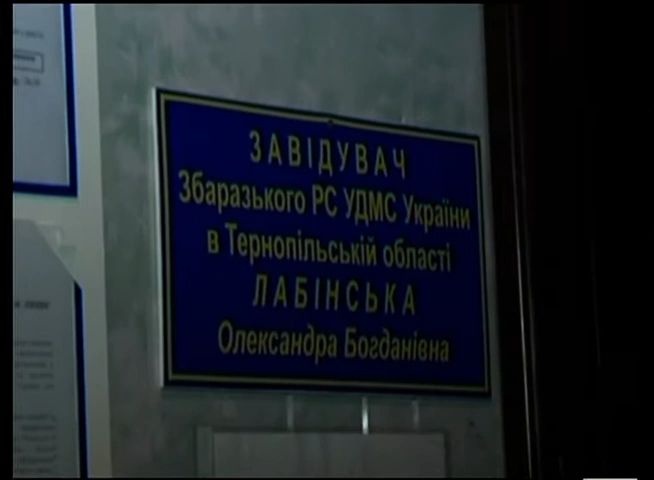 ЗАВІДУВАЧ
Збаразького РС УДМС України
в Тернопільській області
ЛАБІНСЬКА
Олександра Богданівна